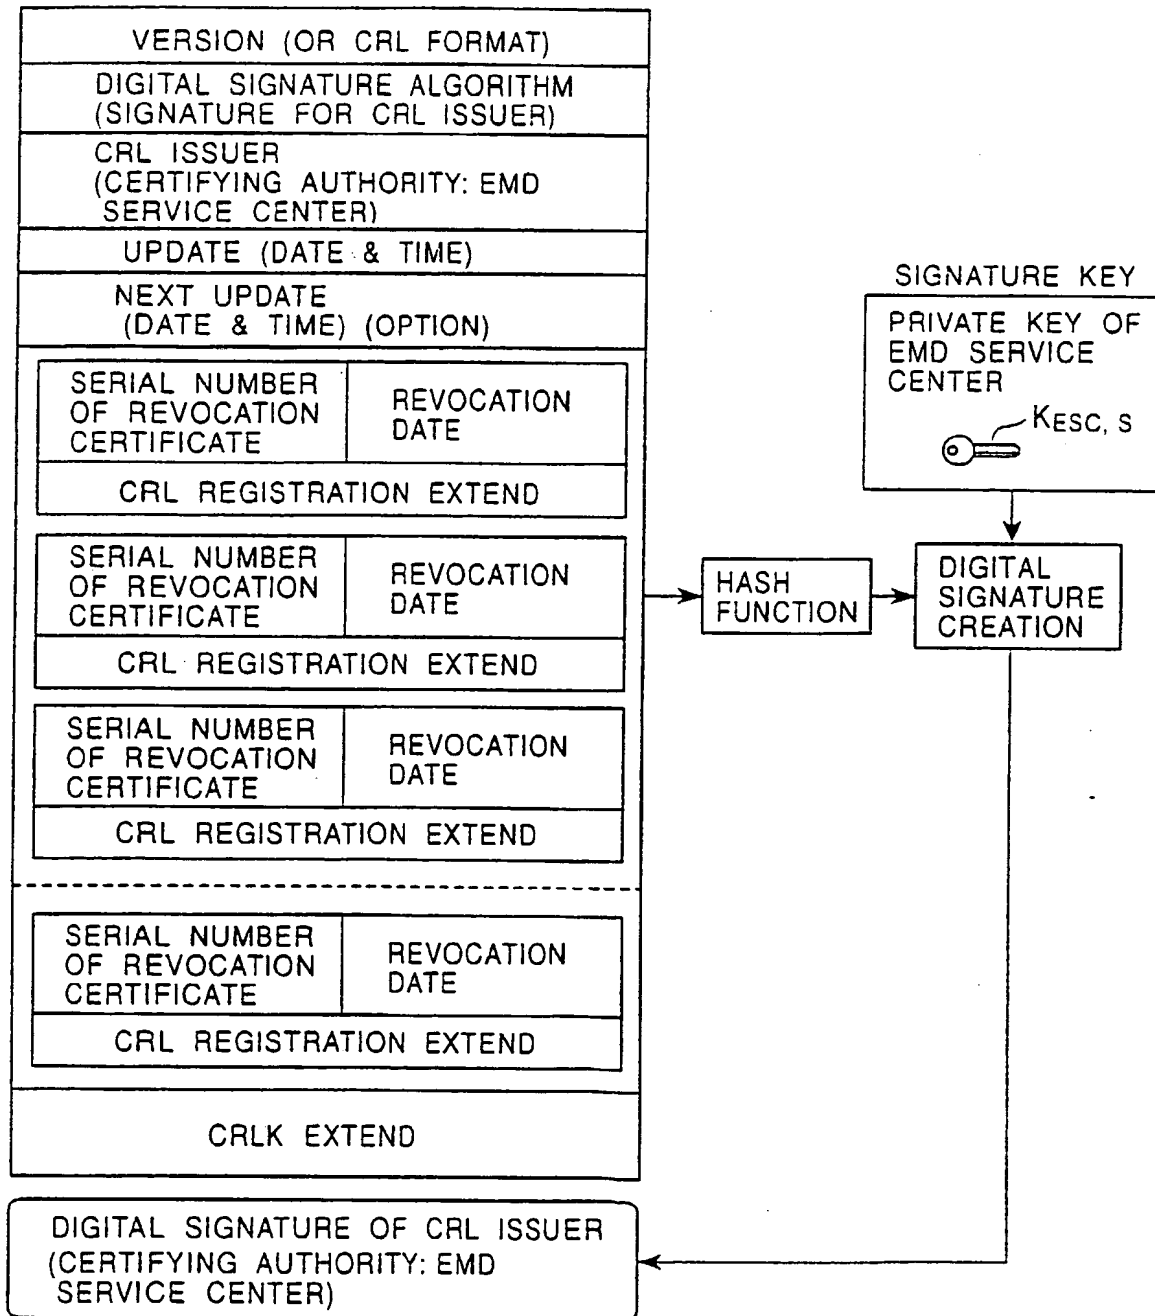 VERSION (OR CRL FORMAT)
DIGITAL SIGNATURE ALGORITHM
(SIGNATURE FOR CRL ISSUER)
CRL ISSUER
(CERTIFYING AUTHORITY: EMD
SERVICE CENTER)
UPDATE (DATE & TIME)
NEXT UPDATE
(DATE & TIME) (OPTION)
SERIAL NUMBER
OF REVOCATION
CERTIFICATE
REVOCATION
DATE
CRL REGISTRATION EXTEND
SERIAL NUMBER
OF REVOCATION
CERTIFICATE
REVOCATION
DATE
CRL REGISTRATION EXTEND
SERIAL NUMBER
OF REVOCATION
CERTIFICATE
REVOCATION
DATE
CRL REGISTRATION EXTEND
SERIAL NUMBER
OF REVOCATION
CERTIFICATE
REVOCATION
DATE
CRL REGISTRATION EXTEND
CRLK EXTEND
HASH
FUNCTION
SIGNATURE KEY
PRIVATE KEY OF
EMD SERVICE
CENTER
KESC, S
DIGITAL
SIGNATURE
CREATION
DIGITAL SIGNATURE OF CRL ISSUER
(CERTIFYING AUTHORITY: EMD
SERVICE CENTER)